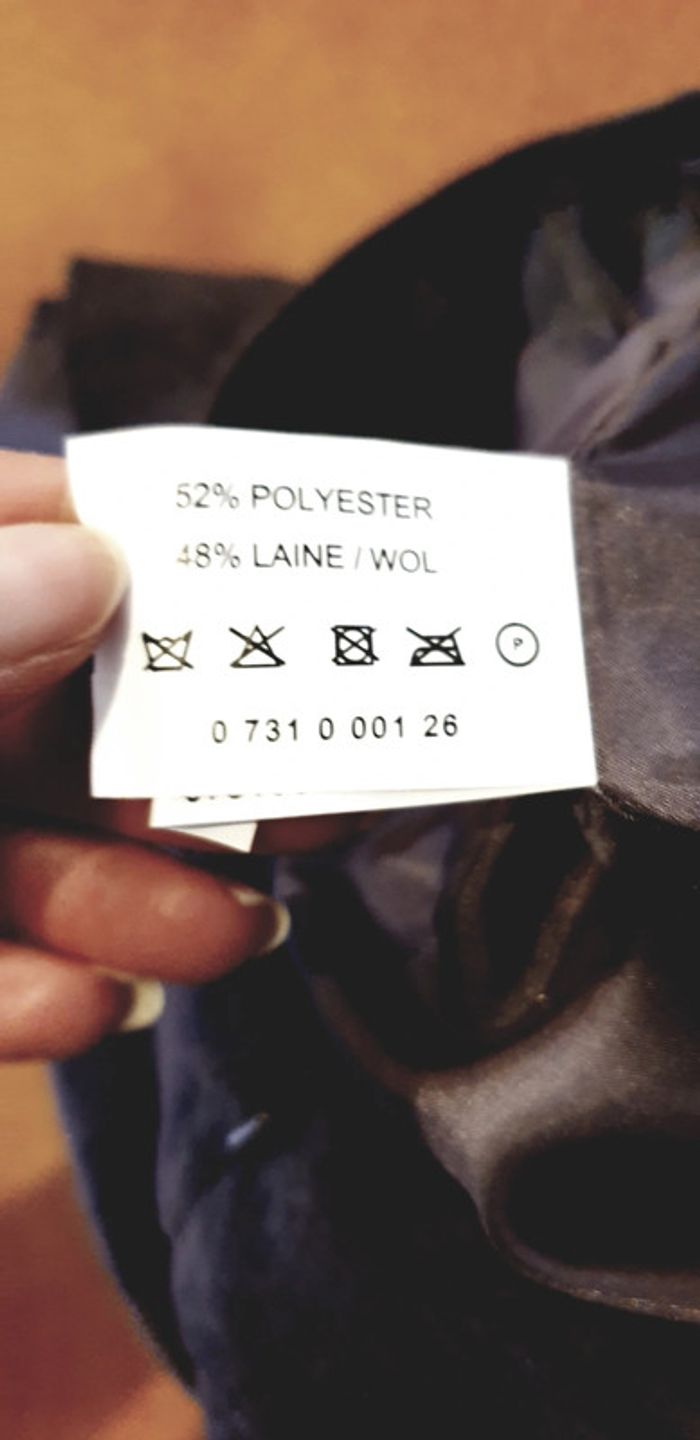 52% POLYESTER
48% LAINE / WOL
P
0 731 0 001 26